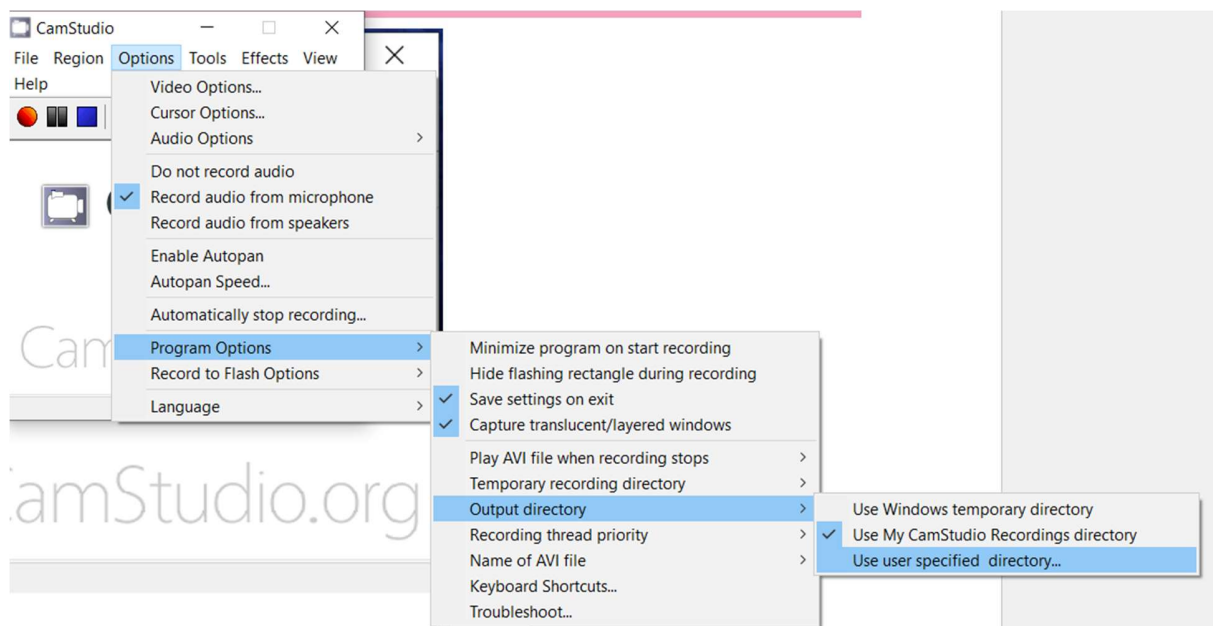 CamStudio
File Region Options Tools Effects View
Help
Video Options...
Cursor Options...
Audio Options
Do not record audio
Record audio from microphone
Record audio from speakers
Enable Autopan
Autopan Speed...
Automatically stop recording...
Program Options
Record to Flash Options
Language
Minimize program on start recording
Hide flashing rectangle during recording
Save settings on exit
Capture translucent/layered windows
Play AVI file when recording stops
Temporary recording directory
Output directory
Recording thread priority
Name of AVI file
Keyboard Shortcuts...
Troubleshoot...
Use Windows temporary directory
Use My CamStudio Recordings directory
Use user specified  directory...
Cam
amStudio.org